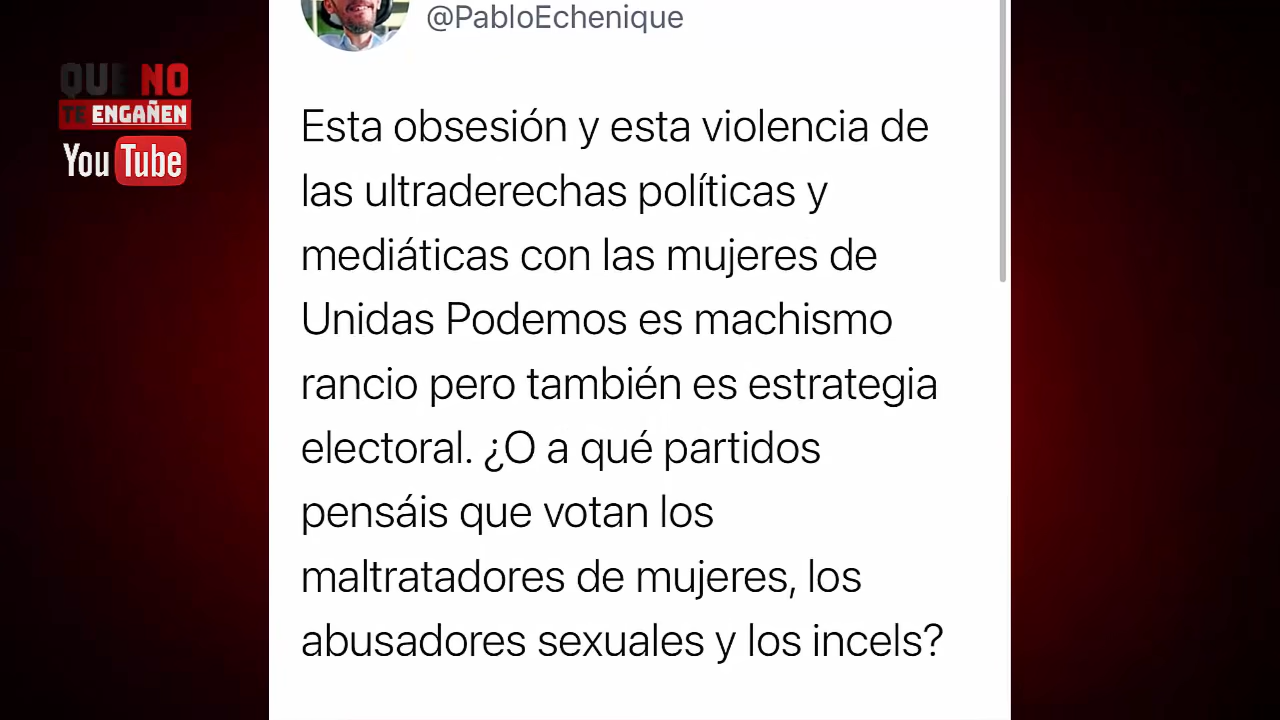 @PabloEchenique
QUE NO
TE ENGAÑEN
YouTube
Esta obsesión y esta violencia de
las ultraderechas políticas y
mediáticas con las mujeres de
Unidas Podemos es machismo
rancio pero también es estrategia
electoral. ¿O a qué partidos
pensáis que votan los
maltratadores de mujeres, los
abusadores sexuales y los incels?